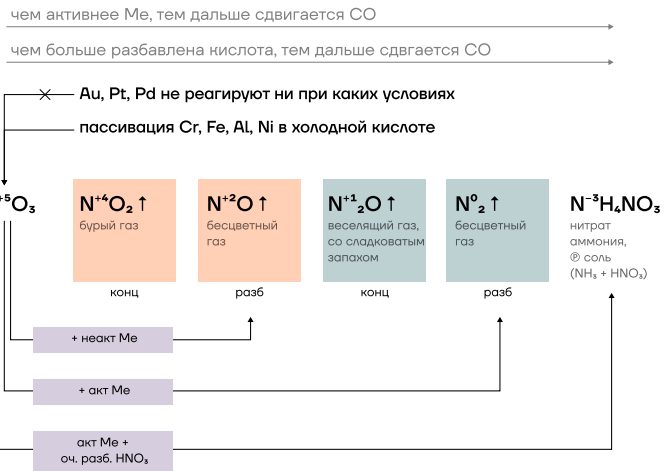 чем активнее Ме, тем дальше сдвигается СО
чем больше разбавлена кислота, тем дальше сдвгается СО
Au, Pt, Pd не реагируют ни при каких условиях
пассивация Cr, Fe, Al, Ni в холодной кислоте
⁺⁵O₃
N⁺⁴O₂ ↑
бурый газ
N⁺²O ↑
бесцветный
газ
N⁺¹₂O ↑
веселящий газ,
со сладковатым
запахом
N⁰₂ ↑
бесцветный
газ
N⁻³H₄NO₃
нитрат
аммония,
℗ соль
(NH₃ + HNO₃)
конц
разб
конц
разб
+ неакт Ме
+ акт Ме
акт Ме +
оч. разб. HNO₃